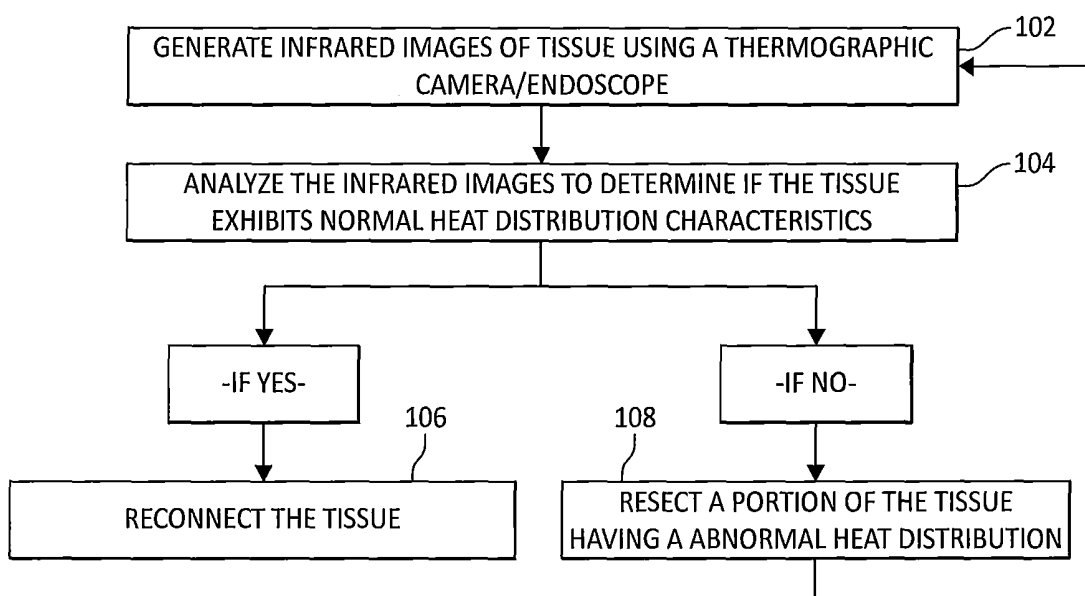 102
GENERATE INFRARED IMAGES OF TISSUE USING A THERMOGRAPHIC
CAMERA/ENDOSCOPE
104
ANALYZE THE INFRARED IMAGES TO DETERMINE IF THE TISSUE
EXHIBITS NORMAL HEAT DISTRIBUTION CHARACTERISTICS
-IF YES-
-IF NO-
106
108
RECONNECT THE TISSUE
RESECT A PORTION OF THE TISSUE
HAVING A ABNORMAL HEAT DISTRIBUTION